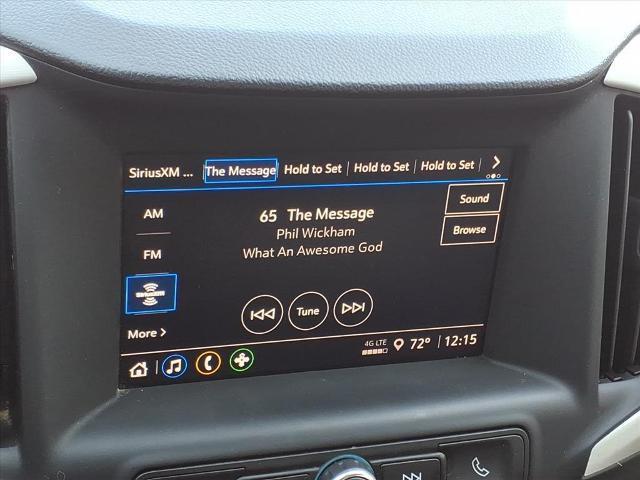 SiriusXM ... The Message Hold to Set Hold to Set Hold to Set >
AM
FM
SiriusXM
More >
65 The Message
Phil Wickham
What An Awesome God
Sound
Browse
Tune
4G LTE
72° 12:15